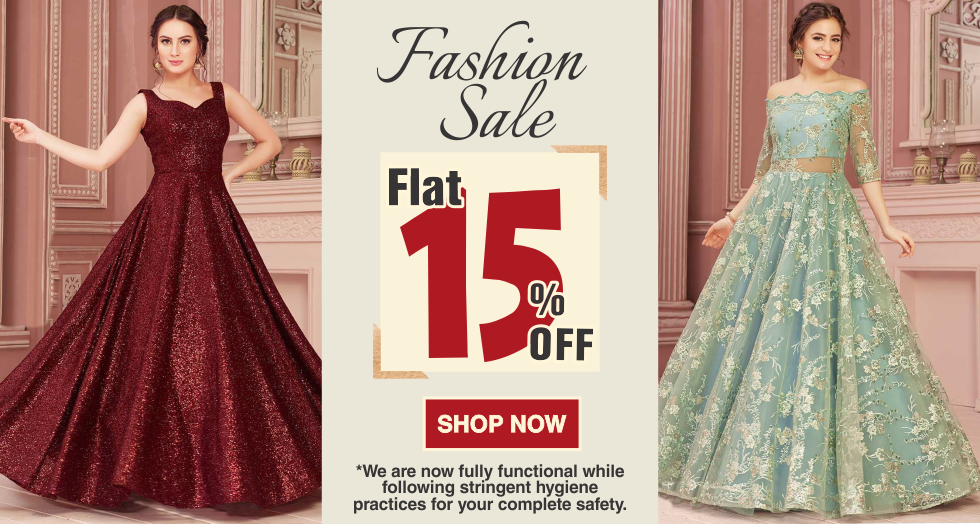 Fashion
Sale
Flat
15
%
OFF
SHOP NOW
*We are now fully functional while
following stringent hygiene
practices for your complete safety.